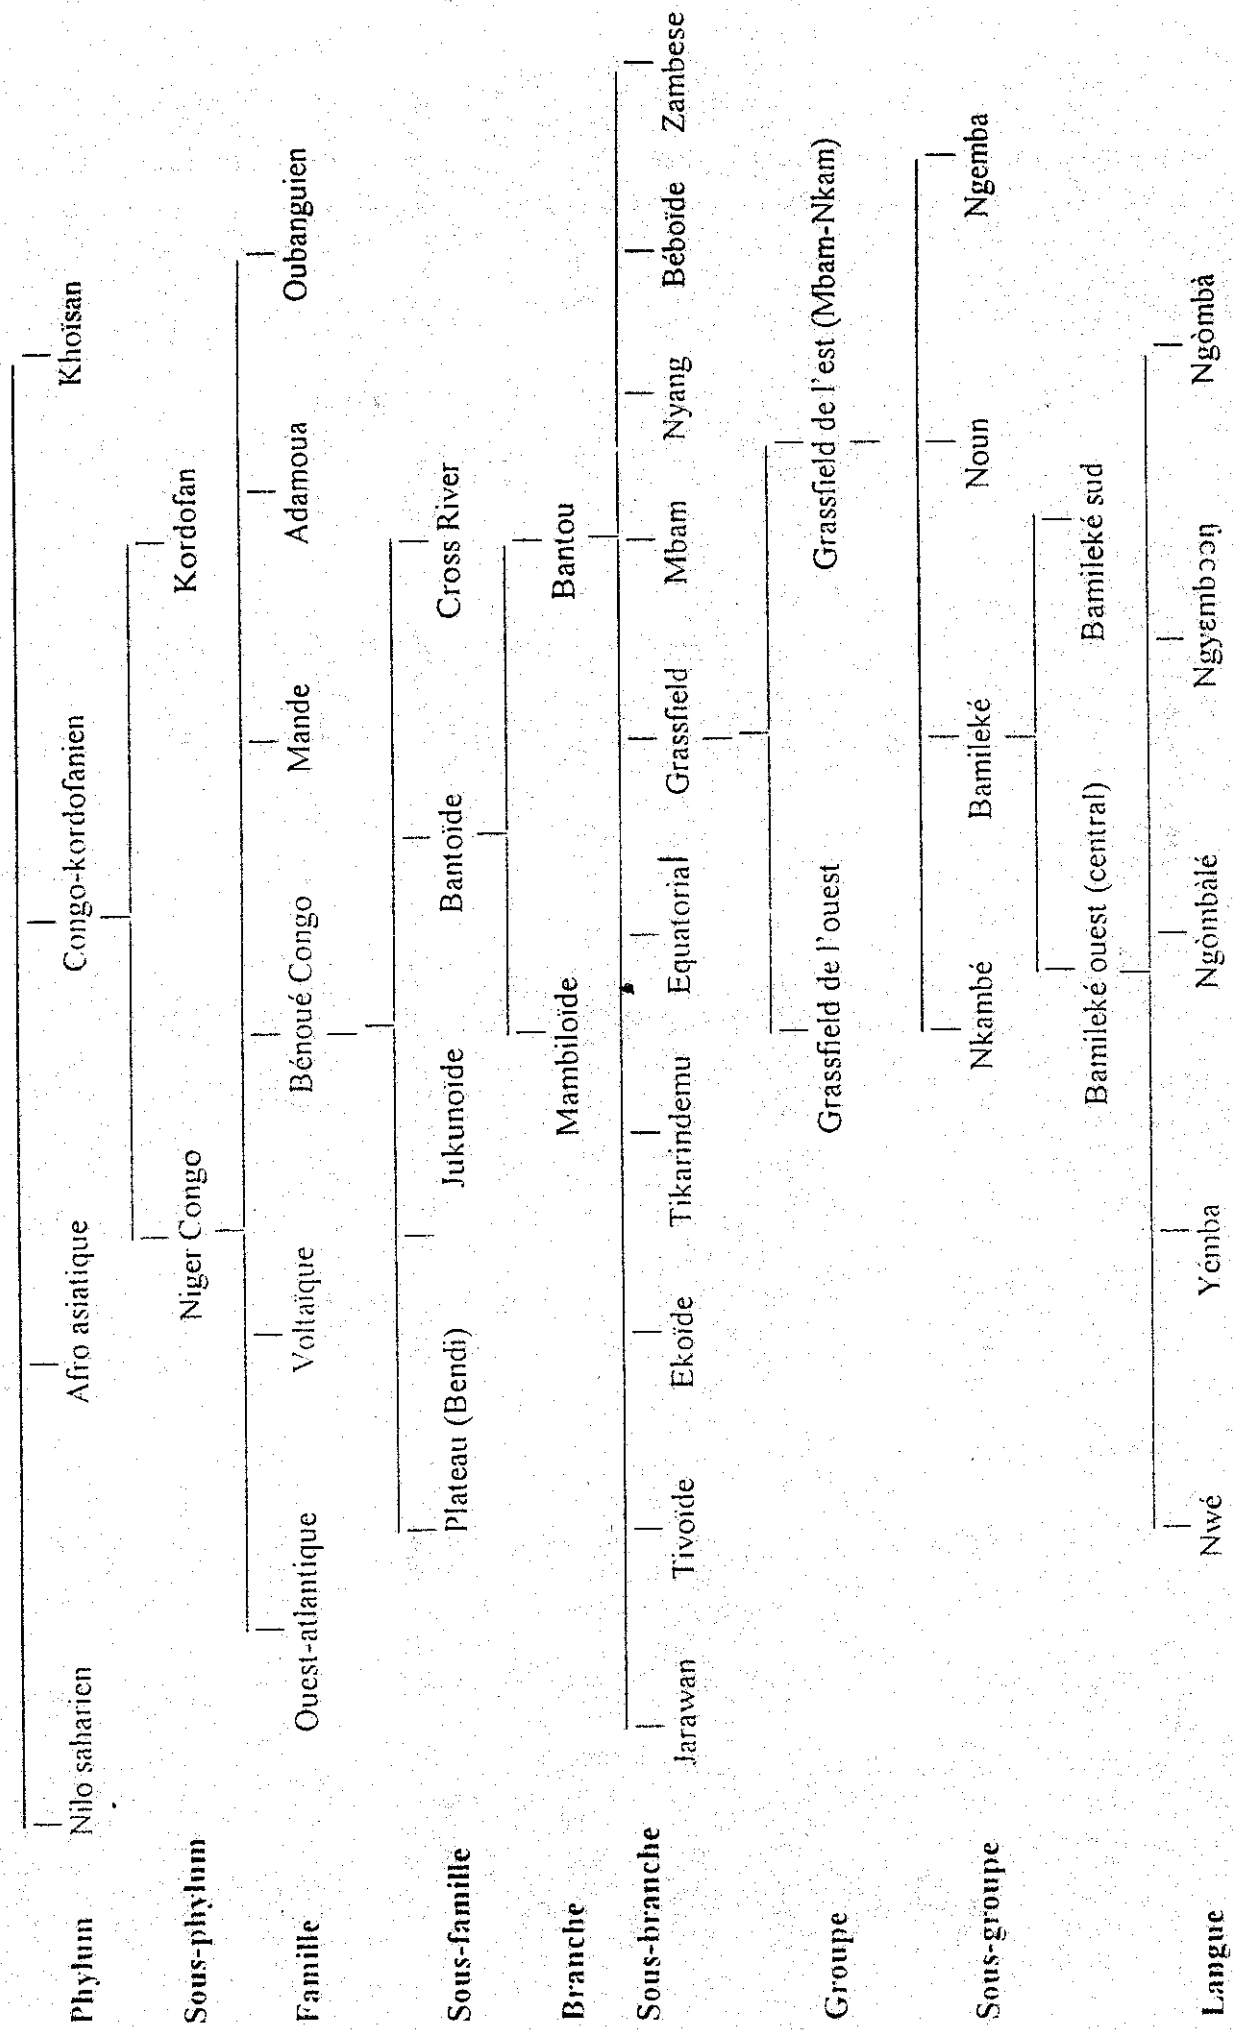 Phylum Nilo saharien Afro asiatique Congo-kordofanien Khoïsan
Sous-phylum Niger Congo Kordofan
Famille Ouest-atlantique Voltaïque Bénoué Congo Mande Adamoua Oubanguien
Sous-famille Plateau (Bendi) Jukunoïde Bantoïde Cross River
Branche Mambiloïde Bantou
Sous-branche Jarawan Tivoïde Ekoïde Tikarindemu Equatorial Grassfield Mbam Nyang Béboïde Zambese
Groupe Grassfield de l'ouest Grassfield de l'est (Mbam-Nkam)
Sous-groupe Nkambé Bamileké Noun Ngemba
Bamileké ouest (central) Bamileké sud
Langue Nwé Yémba Ngòmbàlé Ngyɛmbɔɔŋ Ngòmbà